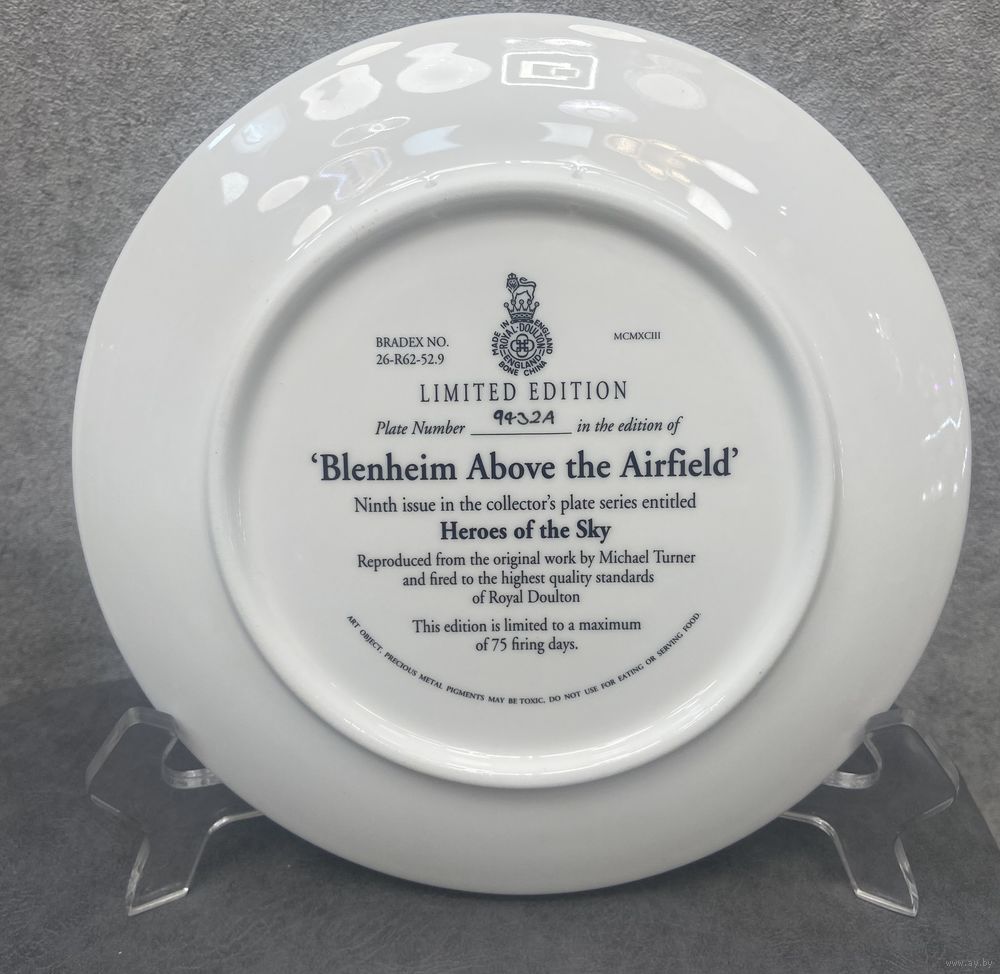 MADE IN ENGLAND
ROYAL·DOULTON
ENGLAND
BONE CHINA
BRADEX NO.
26-R62-52.9
MCMXCIII
LIMITED EDITION
Plate Number 9432A in the edition of
‘Blenheim Above the Airfield’
Ninth issue in the collector’s plate series entitled
Heroes of the Sky
Reproduced from the original work by Michael Turner
and fired to the highest quality standards
of Royal Doulton
This edition is limited to a maximum
of 75 firing days.
ART OBJECT. PRECIOUS METAL PIGMENTS MAY BE TOXIC. DO NOT USE FOR EATING OR SERVING FOOD.
www.ay.by